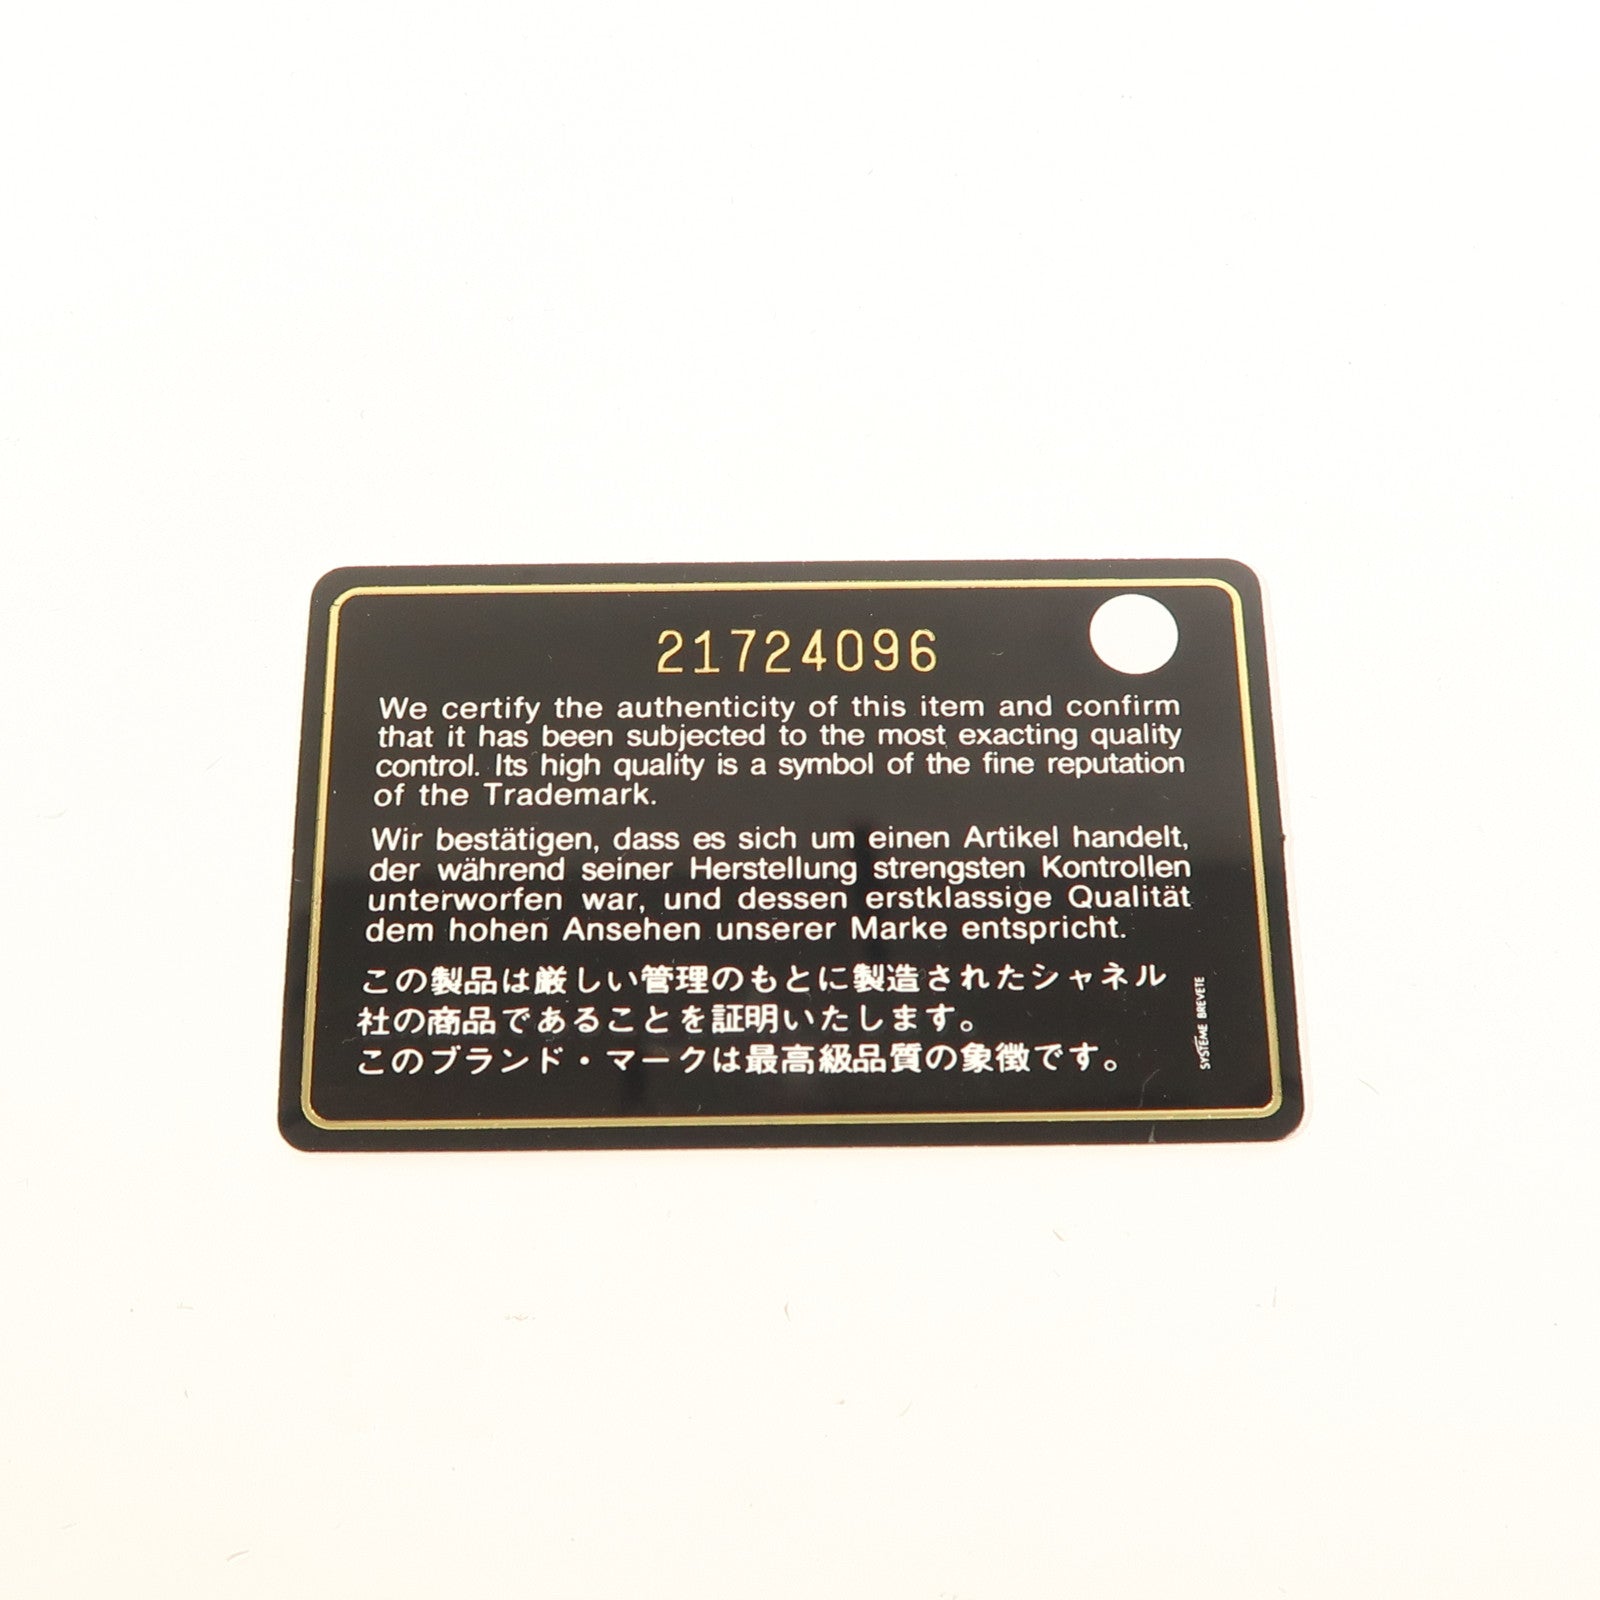 21724096
We certify the authenticity of this item and confirm
that it has been subjected to the most exacting quality
control. Its high quality is a symbol of the fine reputation
of the Trademark.
Wir bestätigen, dass es sich um einen Artikel handelt,
der während seiner Herstellung strengsten Kontrollen
unterworfen war, und dessen erstklassige Qualität
dem hohen Ansehen unserer Marke entspricht.
この製品は厳しい管理のもとに製造されたシャネル
社の商品であることを証明いたします。
このブランド・マークは最高級品質の象徴です。
SYSTÈME BREVETE